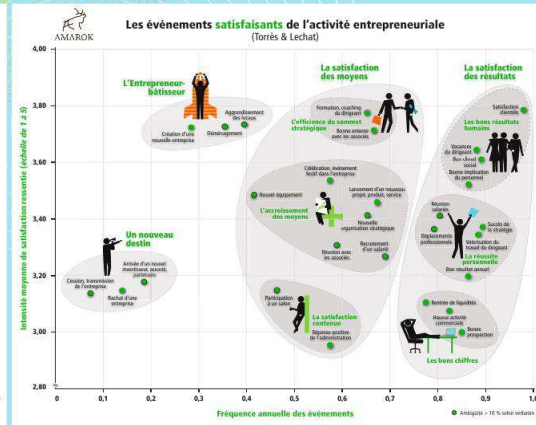 AMAROK
Les événements satisfaisants de l'activité entrepreneuriale
(Torrès & Lechat)
Intensité moyenne de satisfaction ressentie (échelle de 1 à 5)
4,00
3,80
3,60
3,40
3,20
3,00
2,80
L'Entrepreneur-
bâtisseur
Création d'une
nouvelle entreprise
Déménagement
Agrandissement
des locaux
Un nouveau
destin
Cession, transmission
de l'entreprise
Rachat d'une
entreprise
Arrivée d'un nouvel
investisseur, associé,
partenaire
La satisfaction
des moyens
Formation, coaching
du dirigeant
L'efficience du sommet
stratégique
Bonne entente
avec les associés
Célébration, événement
festif dans l'entreprise
Nouvel équipement
Lancement d'un nouveau
projet, produit, service
L'accroissement
des moyens
Nouvelle
organisation stratégique
Réunion avec
les associés
Recrutement
d'un salarié
Participation
à un salon
La satisfaction
contenue
Réponse positive
de l'administration
La satisfaction
des résultats
Satisfaction
clientèle
Les bons résultats
humains
Vacances
du dirigeant
Bon climat
social
Bonne implication
du personnel
Réunion
salariés
Succès de
la stratégie
Déplacements
professionnels
Valorisation du
travail du dirigeant
La réussite
personnelle
Bon résultat annuel
Rentrée de liquidités
Hausse activité
commerciale
Bonne
prospection
Les bons chiffres
0
0,1
0,2
0,3
0,4
0,5
0,6
0,7
0,8
0,9
1,0
Fréquence annuelle des événements
Ambiguïté > 10 % selon verbatim